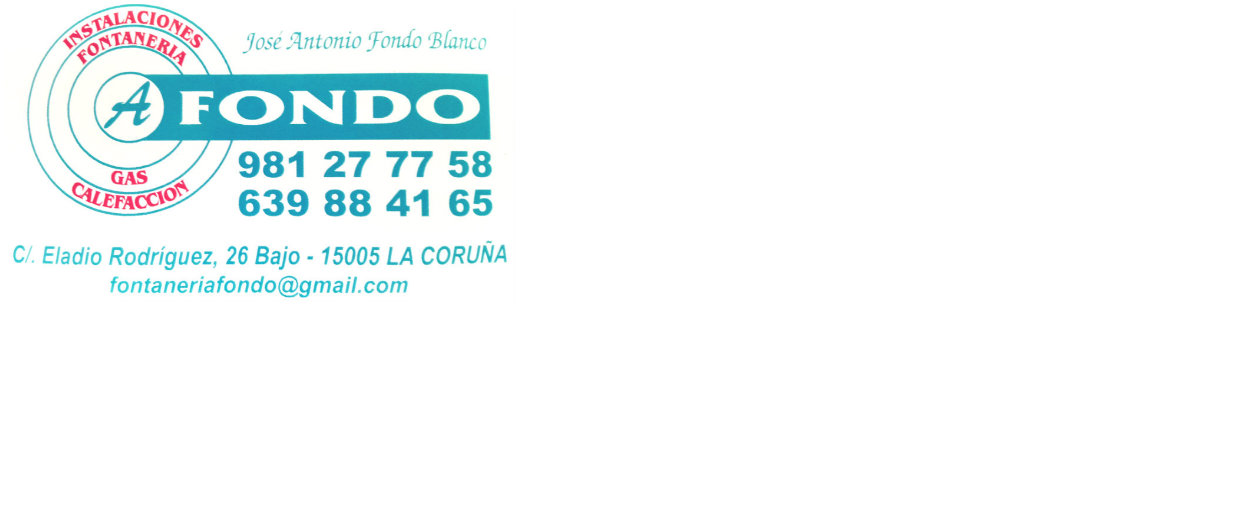 INSTALACIONES
FONTANERIA
José Antonio Fondo Blanco
A FONDO
GAS
CALEFACCION
981 27 77 58
639 88 41 65
C/. Eladio Rodríguez, 26 Bajo - 15005 LA CORUÑA
fontaneriafondo@gmail.com